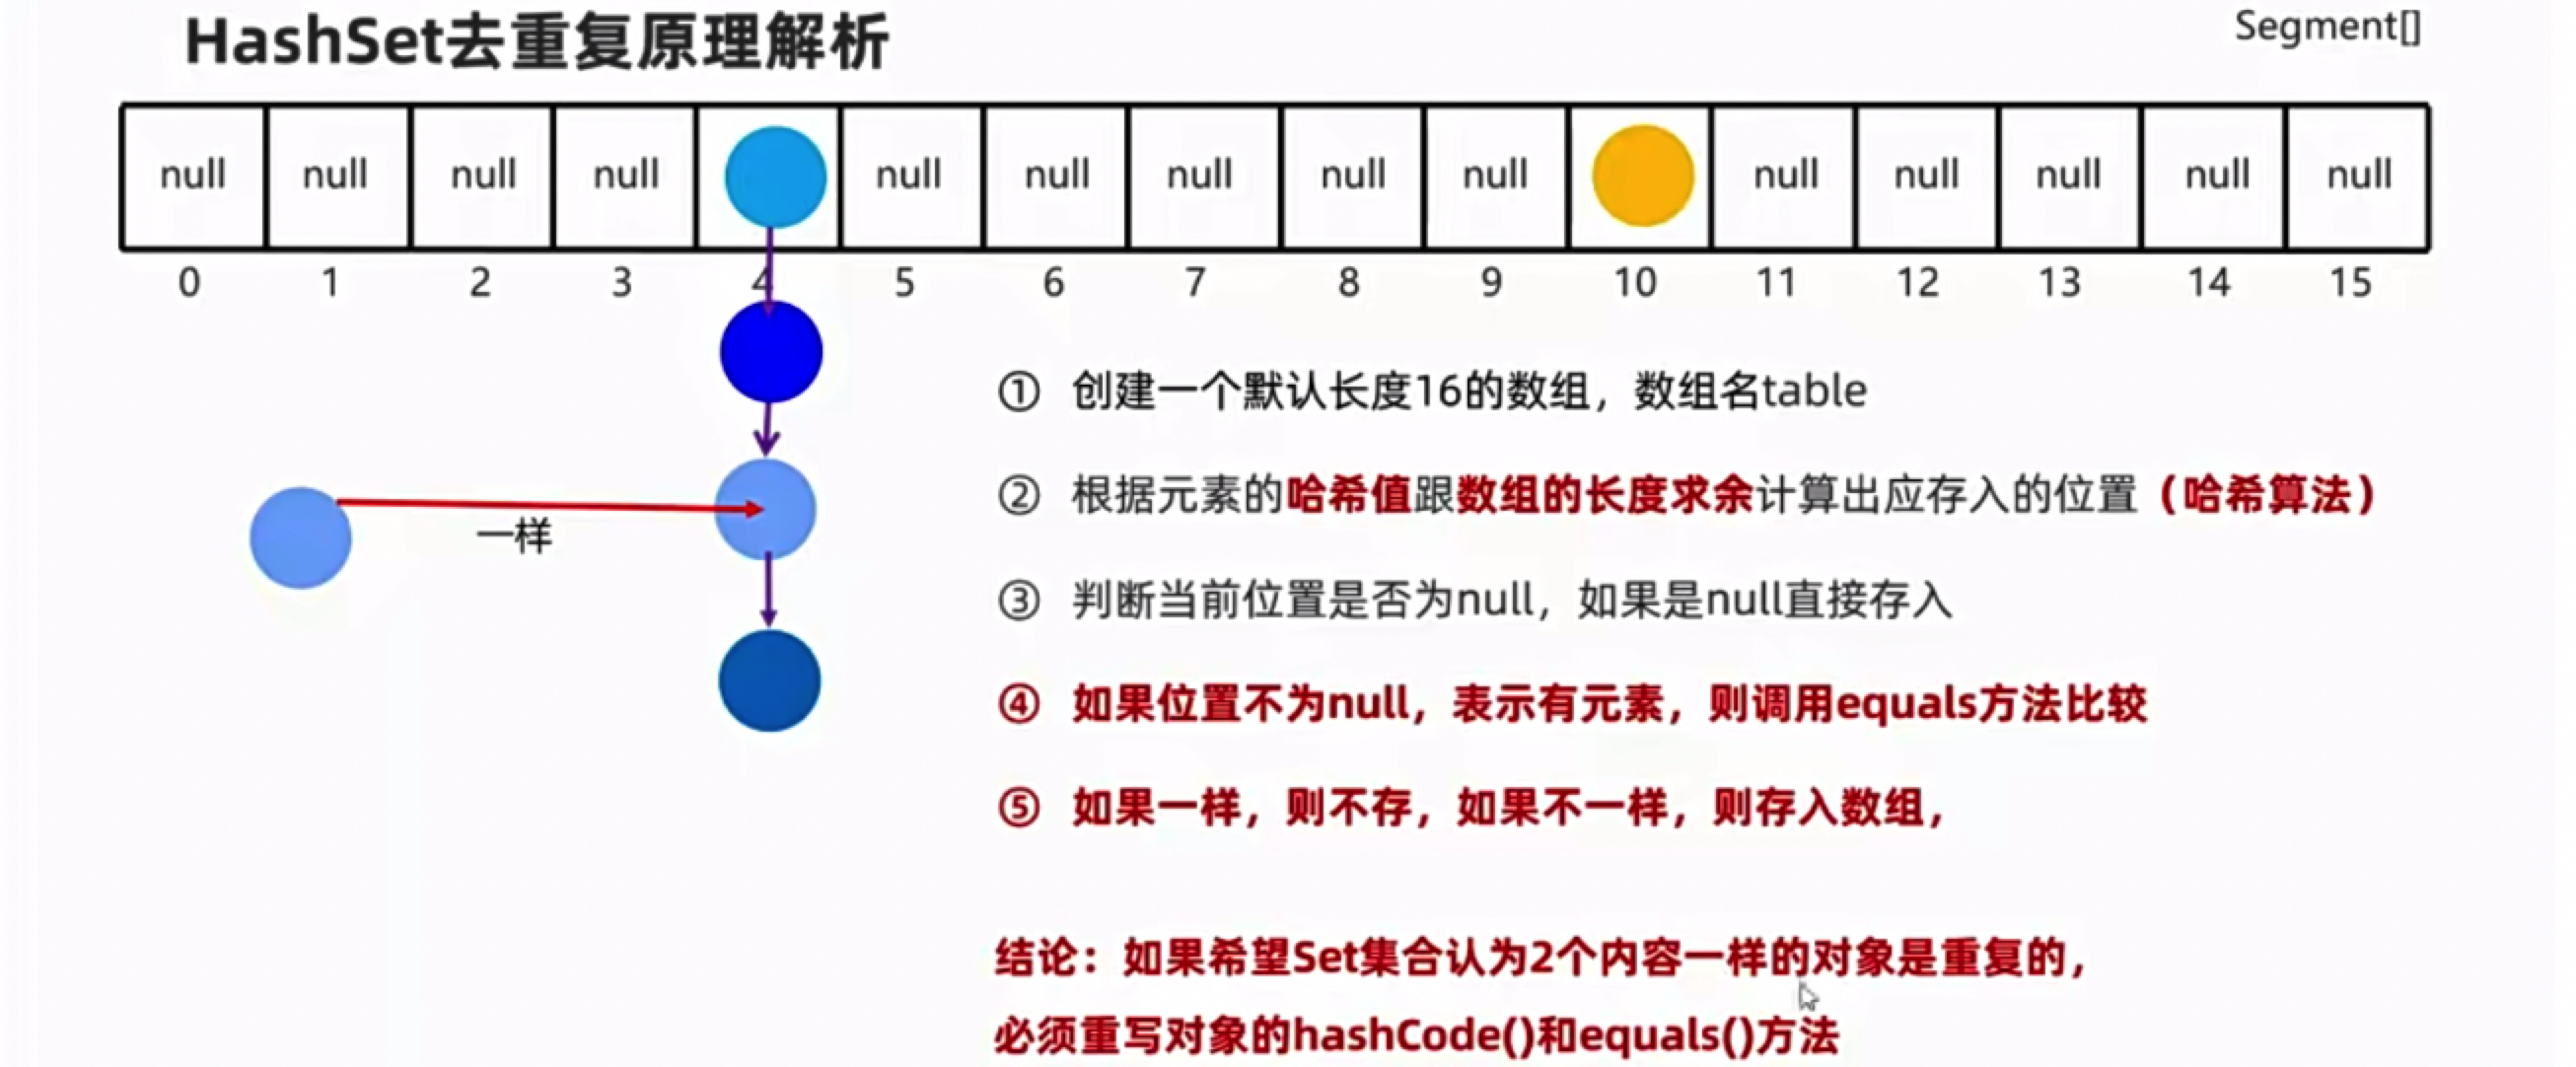 HashSet去重复原理解析
Segment[]
null null null null null null null null null null null null null null
0 1 2 3 4 5 6 7 8 9 10 11 12 13 14 15
① 创建一个默认长度16的数组，数组名table
② 根据元素的哈希值跟数组的长度求余计算出应存入的位置（哈希算法）
一样
③ 判断当前位置是否为null，如果是null直接存入
④ 如果位置不为null，表示有元素，则调用equals方法比较
⑤ 如果一样，则不存，如果不一样，则存入数组，
结论：如果希望Set集合认为2个内容一样的对象是重复的，
必须重写对象的hashCode()和equals()方法